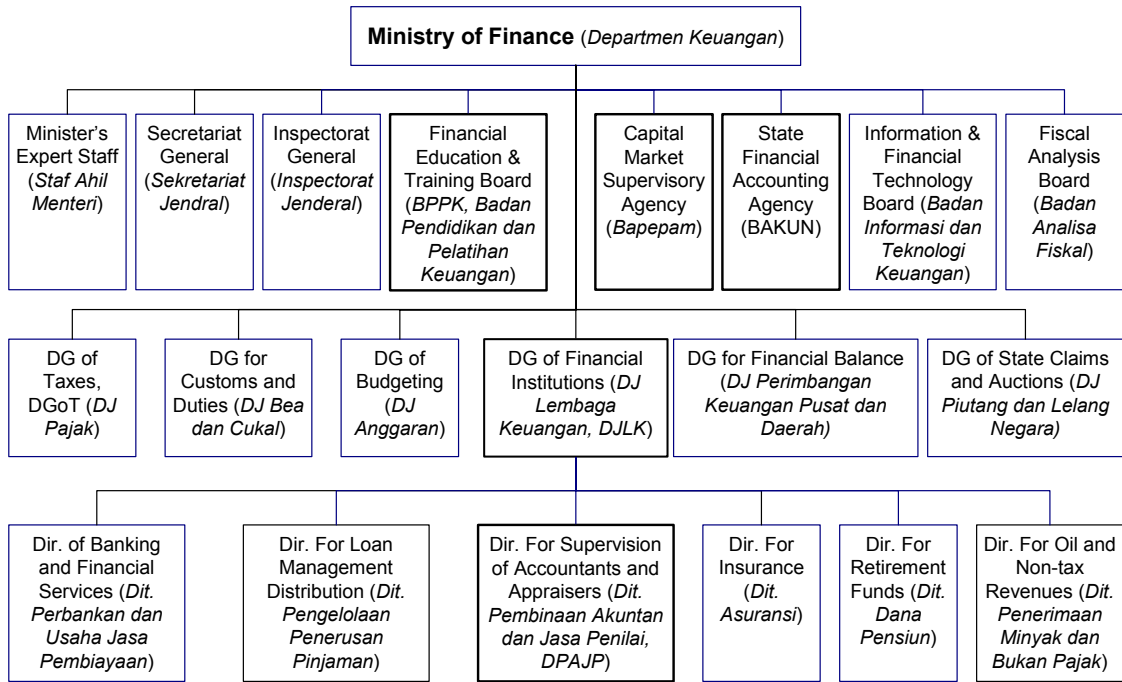 Ministry of Finance (Departmen Keuangan)
Minister's
Expert Staff
(Staf Ahil
Menteri)
Secretariat
General
(Sekretariat
Jendral)
Inspectorat
General
(Inspectorat
Jenderal)
Financial
Education &
Training Board
(BPPK, Badan
Pendidikan dan
Pelatihan
Keuangan)
Capital
Market
Supervisory
Agency
(Bapepam)
State
Financial
Accounting
Agency
(BAKUN)
Information &
Financial
Technology
Board (Badan
Informasi dan
Teknologi
Keuangan)
Fiscal
Analysis
Board
(Badan
Analisa
Fiskal)
DG of
Taxes,
DGoT (DJ
Pajak)
DG for
Customs and
Duties (DJ Bea
dan Cukal)
DG of
Budgeting
(DJ
Anggaran)
DG of Financial
Institutions (DJ
Lembaga
Keuangan, DJLK)
DG for Financial Balance
(DJ Perimbangan
Keuangan Pusat dan
Daerah)
DG of State Claims
and Auctions (DJ
Piutang dan Lelang
Negara)
Dir. of Banking
and Financial
Services (Dit.
Perbankan dan
Usaha Jasa
Pembiayaan)
Dir. For Loan
Management
Distribution (Dit.
Pengelolaan
Penerusan
Pinjaman)
Dir. For Supervision
of Accountants and
Appraisers (Dit.
Pembinaan Akuntan
dan Jasa Penilai,
DPAJP)
Dir. For
Insurance
(Dit.
Asuransi)
Dir. For
Retirement
Funds (Dit.
Dana
Pensiun)
Dir. For Oil and
Non-tax
Revenues (Dit.
Penerimaan
Minyak dan
Bukan Pajak)